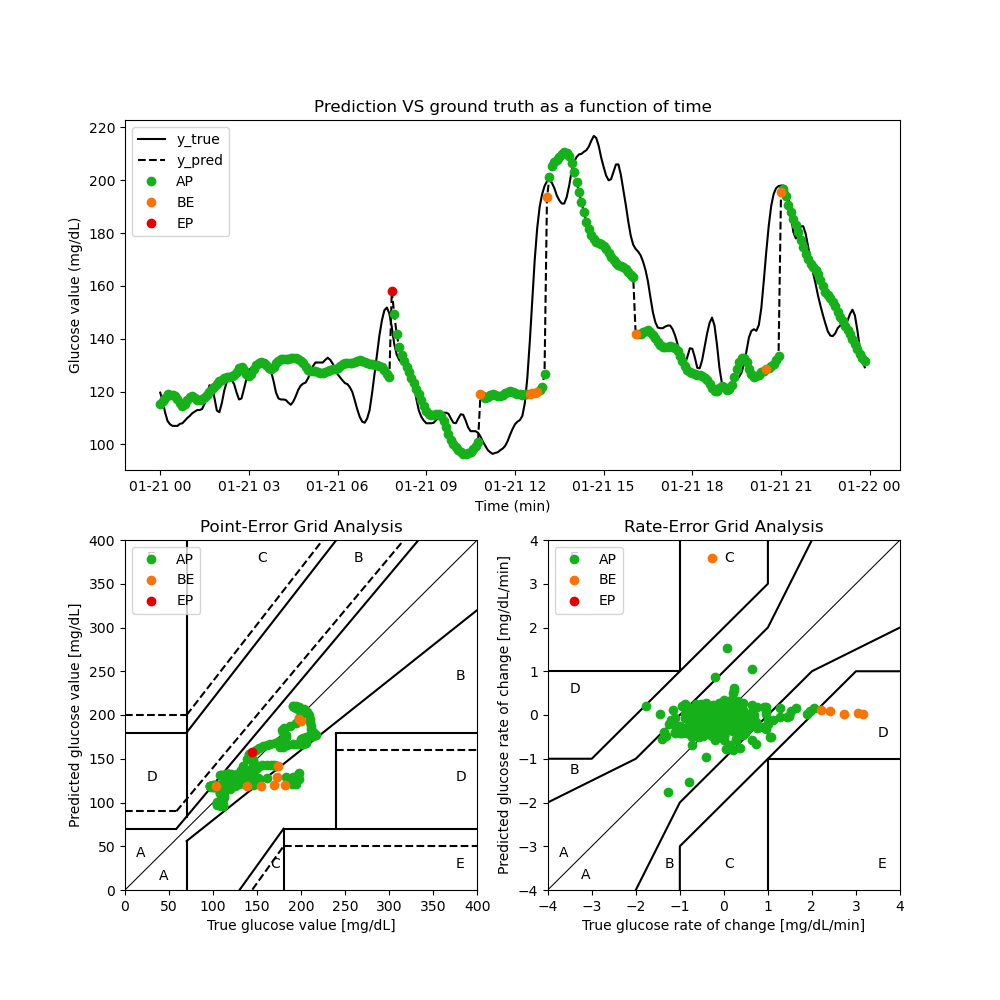 Prediction VS ground truth as a function of time
220
200
180
160
140
120
100
Glucose value (mg/dL)
y_true
y_pred
AP
BE
EP
01-21 00 01-21 03 01-21 06 01-21 09 01-21 12 01-21 15 01-21 18 01-21 21 01-22 00
Time (min)
Point-Error Grid Analysis
400
350
300
250
200
150
100
50
0
Predicted glucose value [mg/dL]
AP
BE
EP
C B
B
D D
A
A C E
0 50 100 150 200 250 300 350 400
True glucose value [mg/dL]
Rate-Error Grid Analysis
4
3
2
1
0
−1
−2
−3
−4
Predicted glucose rate of change [mg/dL/min]
AP
BE
EP
C
D
D
B
A
A B C E
−4 −3 −2 −1 0 1 2 3 4
True glucose rate of change [mg/dL/min]